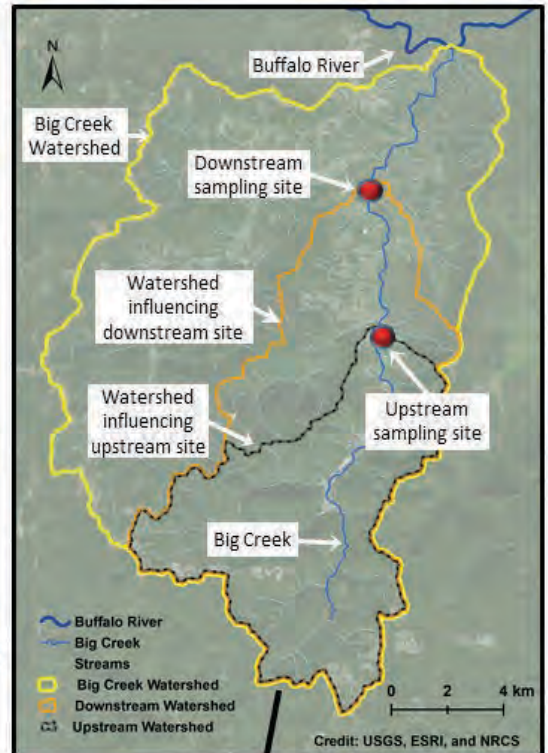 N
Buffalo River
Big Creek
Watershed
Downstream
sampling site
Watershed
influencing
downstream site
Watershed
influencing
upstream site
Upstream
sampling site
Big Creek
Buffalo River
Big Creek
Streams
Big Creek Watershed
Downstream Watershed
Upstream Watershed
0 2 4 km
Credit: USGS, ESRI, and NRCS